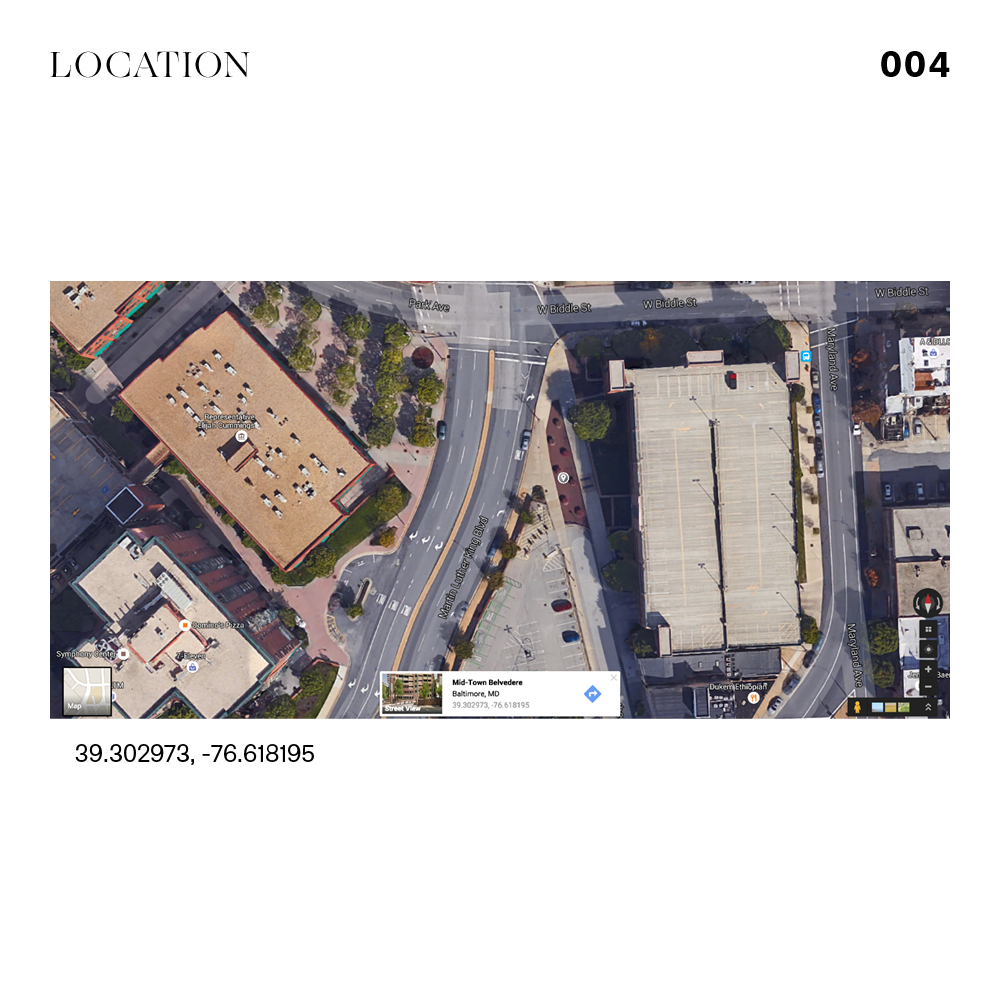 LOCATION
004
Park Ave
W Biddle St
W Biddle St
W Biddle St
Maryland Ave
Representative
Elijah Cummings
Martin Luther King Blvd
Domino's Pizza
Symphony Center
7-Eleven
Maryland Ave
Dukem Ethiopian
Map
Street View
Mid-Town Belvedere
Baltimore, MD
39.302973, -76.618195
39.302973, -76.618195